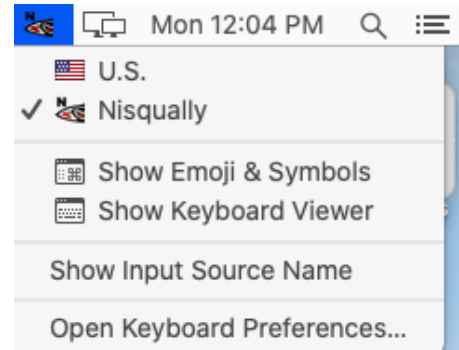 Mon 12:04 PM
U.S.
Nisqually
Show Emoji & Symbols
Show Keyboard Viewer
Show Input Source Name
Open Keyboard Preferences...